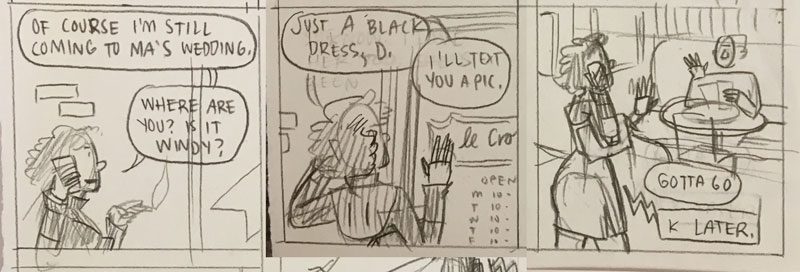 OF COURSE I'M STILL
COMING TO MA'S WEDDING.
WHERE ARE
YOU? IS IT
WINDY?
JUST A BLACK
DRESS, D.
I'LL TEXT
YOU A PIC.
le Cro
OPEN
M 10-
T 10-
W 10-
T 10-
F 10-
GOTTA GO
K LATER.